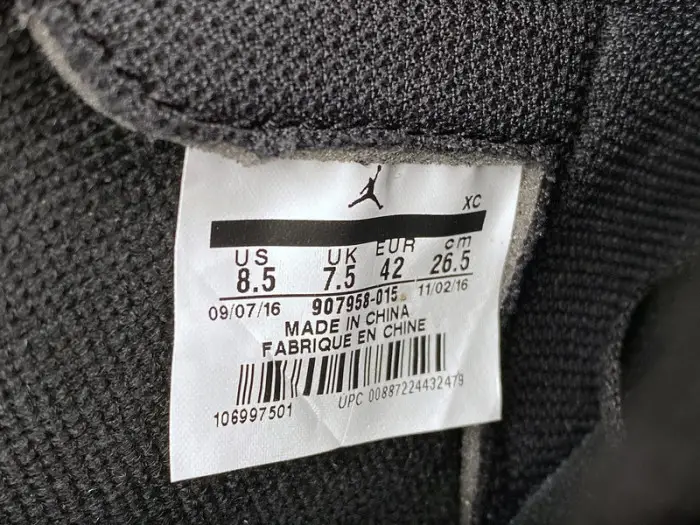 XC
US UK EUR cm
8.5 7.5 42 26.5
09/07/16 907958-015 11/02/16
MADE IN CHINA
FABRIQUE EN CHINE
106997501 UPC 00887224432479